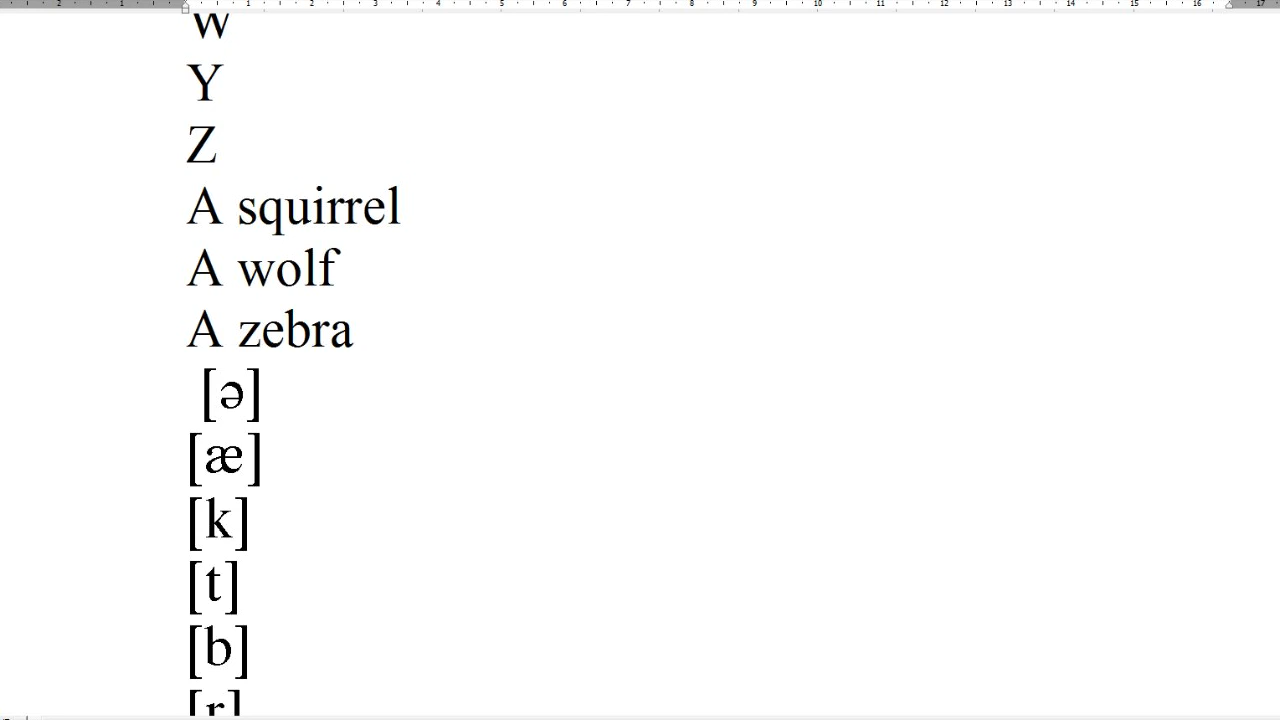 W
Y
Z
A squirrel
A wolf
A zebra
[ə]
[æ]
[k]
[t]
[b]
[r]